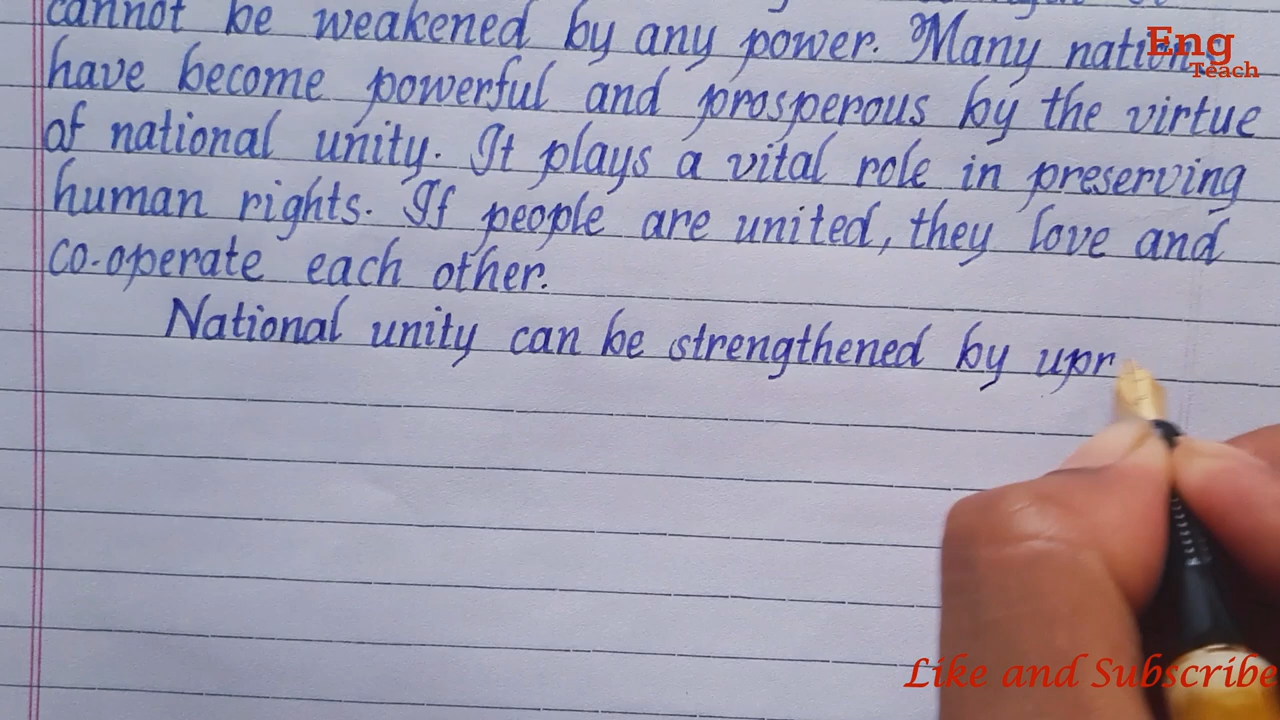 cannot be weakened by any power. Many nations
have become powerful and prosperous by the virtue
of national unity. It plays a vital role in preserving
human rights. If people are united, they love and
co-operate each other.
National unity can be strengthened by upr
Eng
Teach
Like and Subscribe